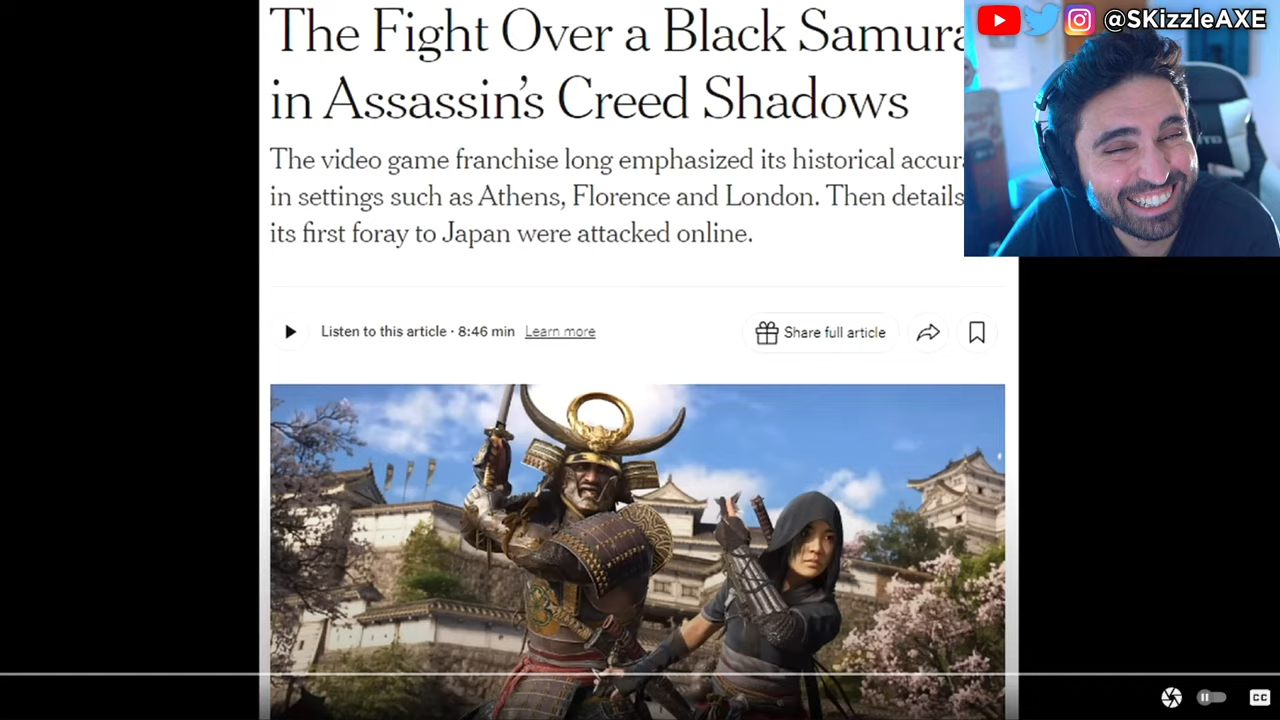 @SKizzleAXE
The Fight Over a Black Samura
in Assassin's Creed Shadows
The video game franchise long emphasized its historical accura
in settings such as Athens, Florence and London. Then details
its first foray to Japan were attacked online.
Listen to this article · 8:46 min Learn more
Share full article
CC